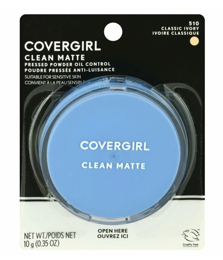 510
CLASSIC IVORY
IVOIRE CLASSIQUE
COVERGIRL
CLEAN MATTE
PRESSED POWDER OIL CONTROL
POUDRE PRESSÉE ANTI-LUISANCE
SUITABLE FOR SENSITIVE SKIN
CONVIENT À LA PEAU SENSIBLE
COVERGIRL
CLEAN MATTE
OPEN HERE
OUVREZ ICI
NET WT/POIDS NET
10 g (0.35 OZ)